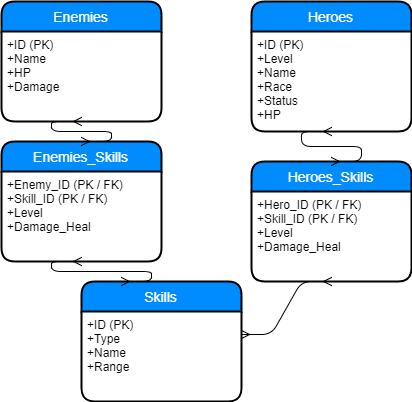 Enemies
+ID (PK)
+Name
+HP
+Damage
Heroes
+ID (PK)
+Level
+Name
+Race
+Status
+HP
Enemies_Skills
+Enemy_ID (PK / FK)
+Skill_ID (PK / FK)
+Level
+Damage_Heal
Heroes_Skills
+Hero_ID (PK / FK)
+Skill_ID (PK / FK)
+Level
+Damage_Heal
Skills
+ID (PK)
+Type
+Name
+Range